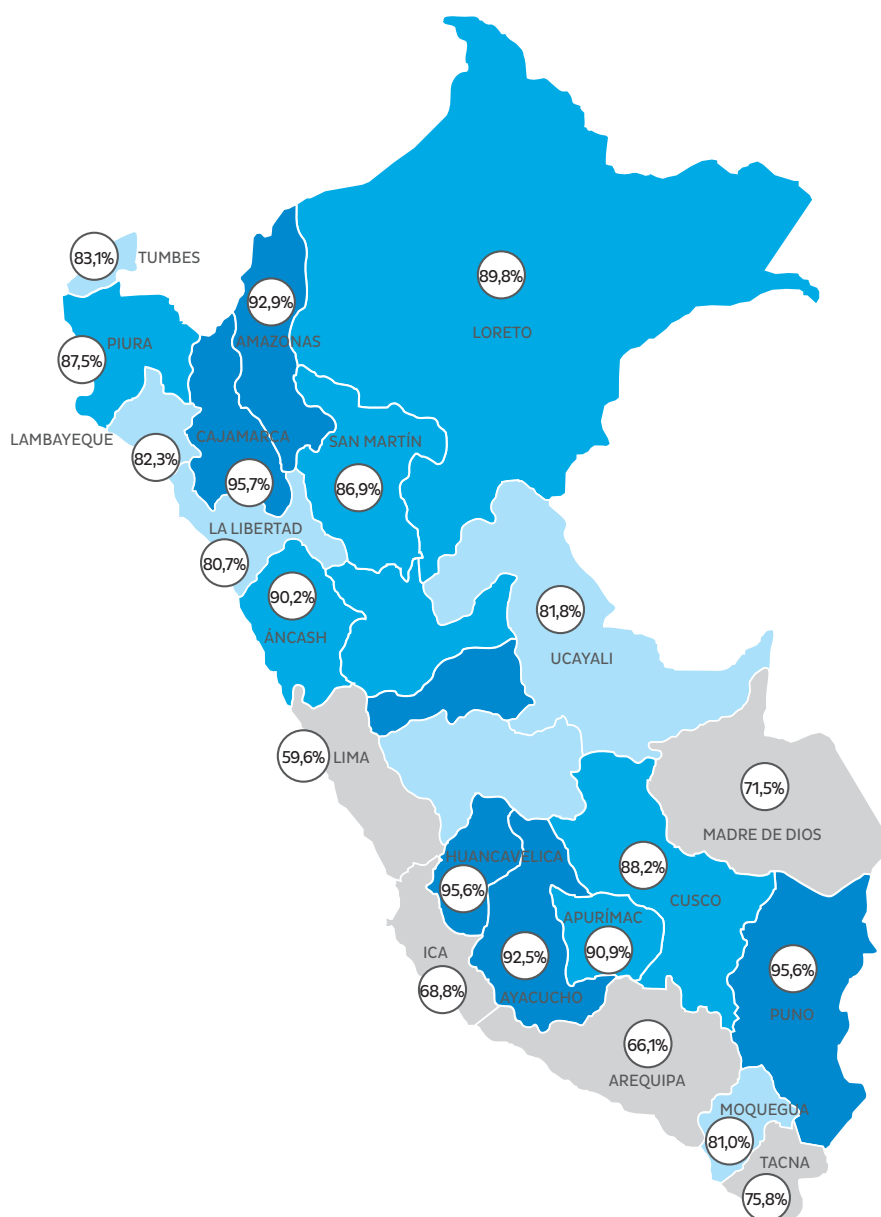 83,1%
TUMBES
89,8%
LORETO
92,9%
AMAZONAS
PIURA
87,5%
LAMBAYEQUE
82,3%
CAJAMARCA
95,7%
SAN MARTÍN
86,9%
LA LIBERTAD
80,7%
90,2%
ÁNCASH
81,8%
UCAYALI
59,6%
LIMA
71,5%
MADRE DE DIOS
HUANCAVELICA
95,6%
88,2%
CUSCO
APURÍMAC
90,9%
ICA
68,8%
92,5%
AYACUCHO
95,6%
PUNO
66,1%
AREQUIPA
MOQUEGUA
81,0%
TACNA
75,8%